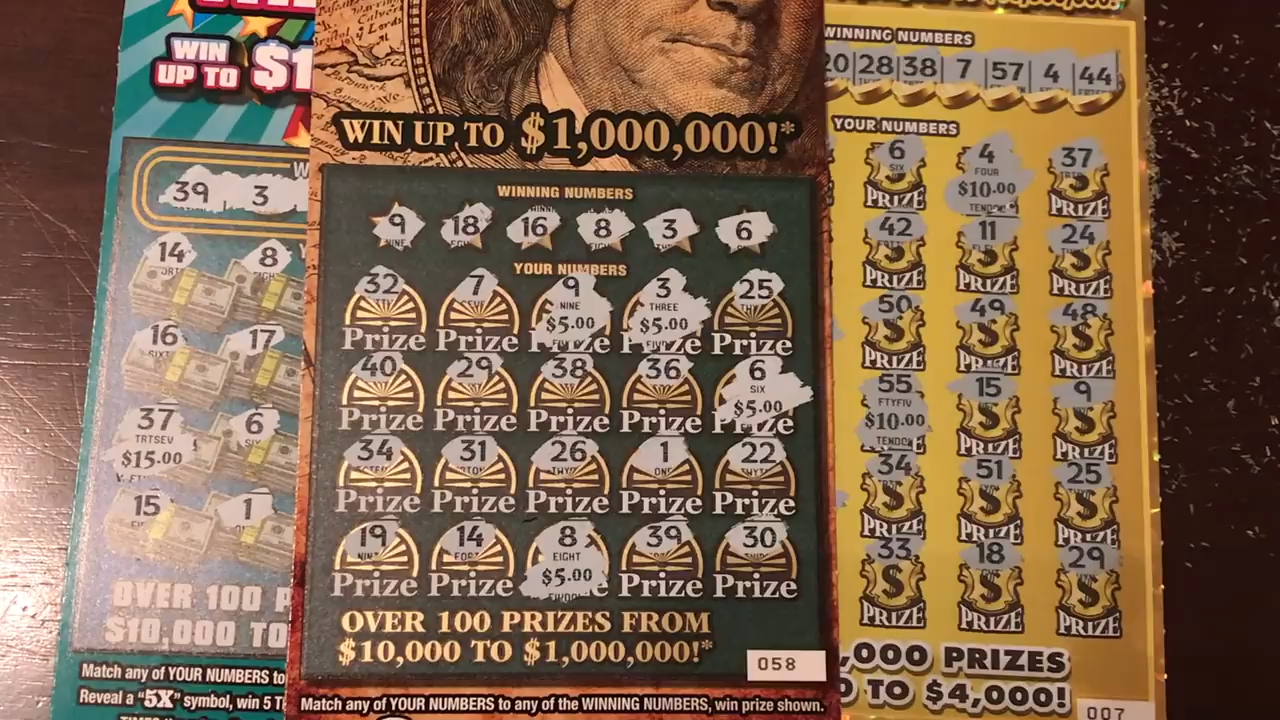 WIN
UP TO $1
39 3
14 8
16 17
37 6
TRTSEV SIX
$15.00
15 1
OVER 100 P
$10,000 TO
Match any of YOUR NUMBERS to
Reveal a "5X" symbol, win 5 T
WIN UP TO $1,000,000!*
WINNING NUMBERS
9 18 16 8 3 6
NINE
YOUR NUMBERS
32 7 9 3 25
NINE THREE
$5.00 $5.00
Prize Prize Prize Prize Prize
40 29 38 36 6
SIX
$5.00
Prize Prize Prize Prize Prize
34 31 26 1 22
Prize Prize Prize Prize Prize
19 14 8 39 30
EIGHT
$5.00
Prize Prize Prize Prize
OVER 100 PRIZES FROM
$10,000 TO $1,000,000!*
058
Match any of YOUR NUMBERS to any of the WINNING NUMBERS, win prize shown.
WINNING NUMBERS
20 28 38 7 57 4 44
YOUR NUMBERS
6 4 37
SIX FOUR
$10.00
PRIZE PRIZE
42 11 24
PRIZE PRIZE PRIZE
50 49 48
$ $ $
PRIZE PRIZE PRIZE
55 15 9
FTYFIV $ $
$10.00
PRIZE PRIZE
34 51 25
$ $ $
PRIZE PRIZE PRIZE
33 18 29
$ $ $
PRIZE PRIZE PRIZE
,000 PRIZES
TO $4,000!
007